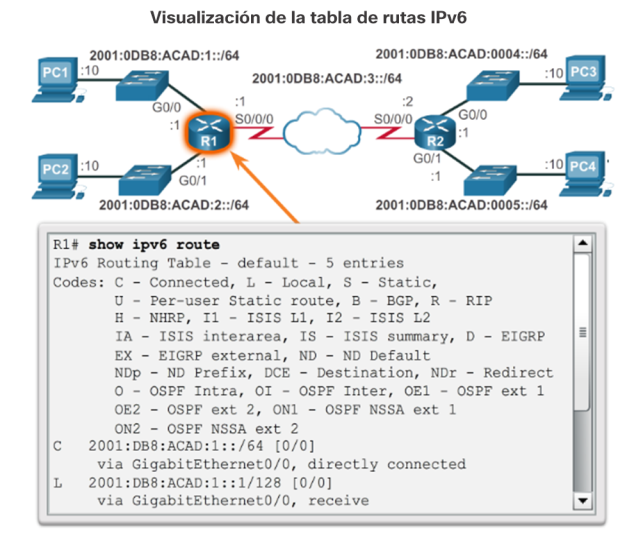 Visualización de la tabla de rutas IPv6
2001:0DB8:ACAD:1::/64
2001:0DB8:ACAD:0004::/64
PC1
:10
:10
PC3
2001:0DB8:ACAD:3::/64
G0/0
:1
:2
G0/0
:1
S0/0/0
S0/0/0
:1
R1
R2
PC2
:10
:1
G0/1
G0/1
:1
:10
PC4
2001:0DB8:ACAD:2::/64
2001:0DB8:ACAD:0005::/64
R1# show ipv6 route
IPv6 Routing Table - default - 5 entries
Codes: C - Connected, L - Local, S - Static,
U - Per-user Static route, B - BGP, R - RIP
H - NHRP, I1 - ISIS L1, I2 - ISIS L2
IA - ISIS interarea, IS - ISIS summary, D - EIGRP
EX - EIGRP external, ND - ND Default
NDp - ND Prefix, DCE - Destination, NDr - Redirect
O - OSPF Intra, OI - OSPF Inter, OE1 - OSPF ext 1
OE2 - OSPF ext 2, ON1 - OSPF NSSA ext 1
ON2 - OSPF NSSA ext 2
C 2001:DB8:ACAD:1::/64 [0/0]
via GigabitEthernet0/0, directly connected
L 2001:DB8:ACAD:1::1/128 [0/0]
via GigabitEthernet0/0, receive